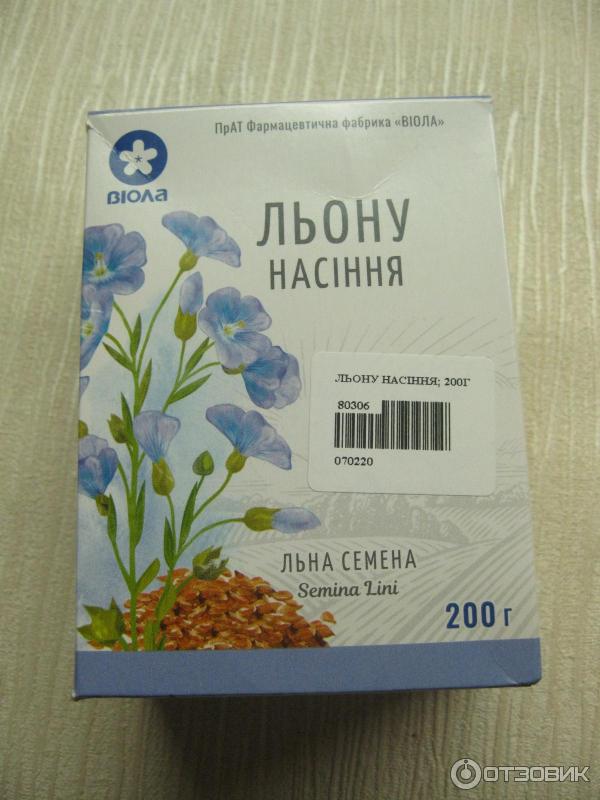 ПрАТ Фармацевтична фабрика «ВІОЛА»
ВІОЛа
ЛЬОНУ
НАСІННЯ
ЛЬОНУ НАСІННЯ; 200Г
80306
070220
ЛЬНА СЕМЕНА
Semina Lini
200 г
ОТЗОВИК